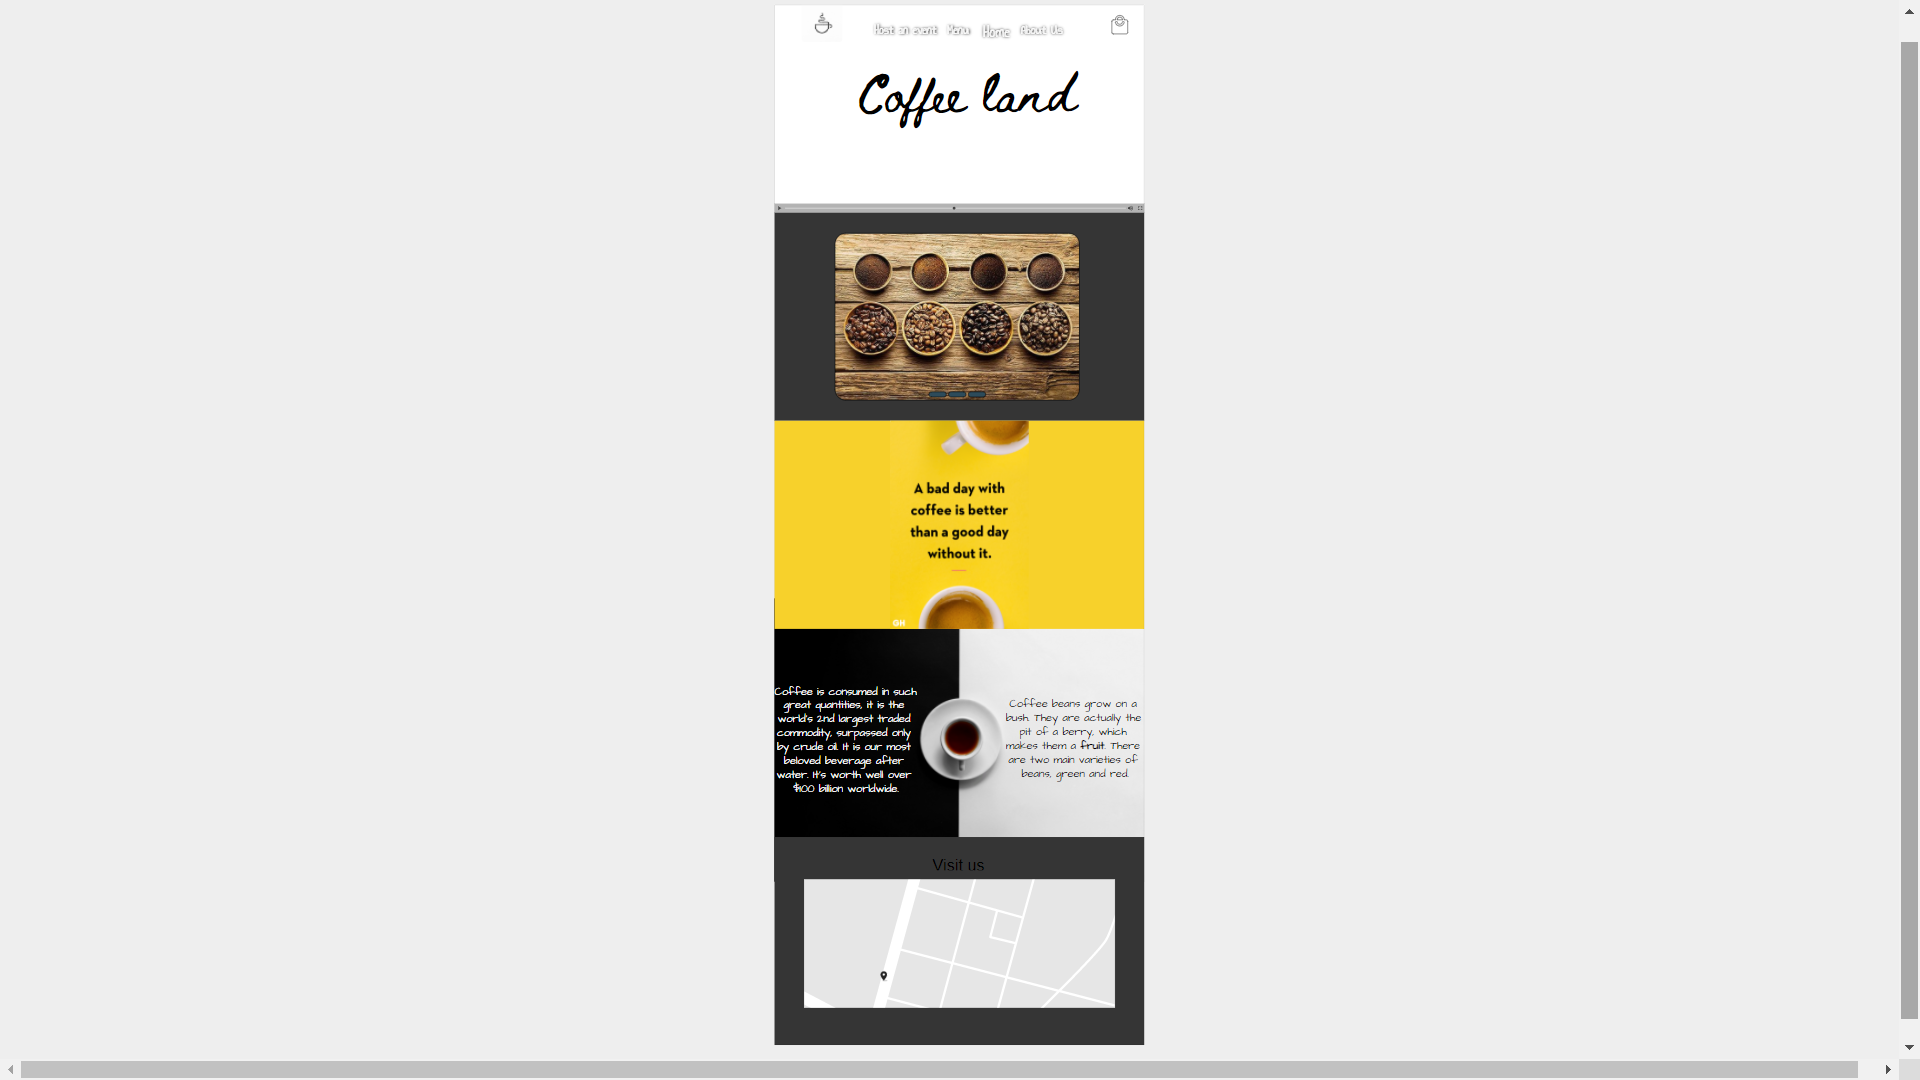 Host an event Menu Home About Us
Coffee land
A bad day with
coffee is better
than a good day
without it.
GH
Coffee is consumed in such
great quantities, it is the
world's 2nd largest traded
commodity, surpassed only
by crude oil. It is our most
beloved beverage after
water. It's worth well over
$100 billion worldwide.
Coffee beans grow on a
bush. They are actually the
pit of a berry, which
makes them a fruit. There
are two main varieties of
beans, green and red.
Visit us